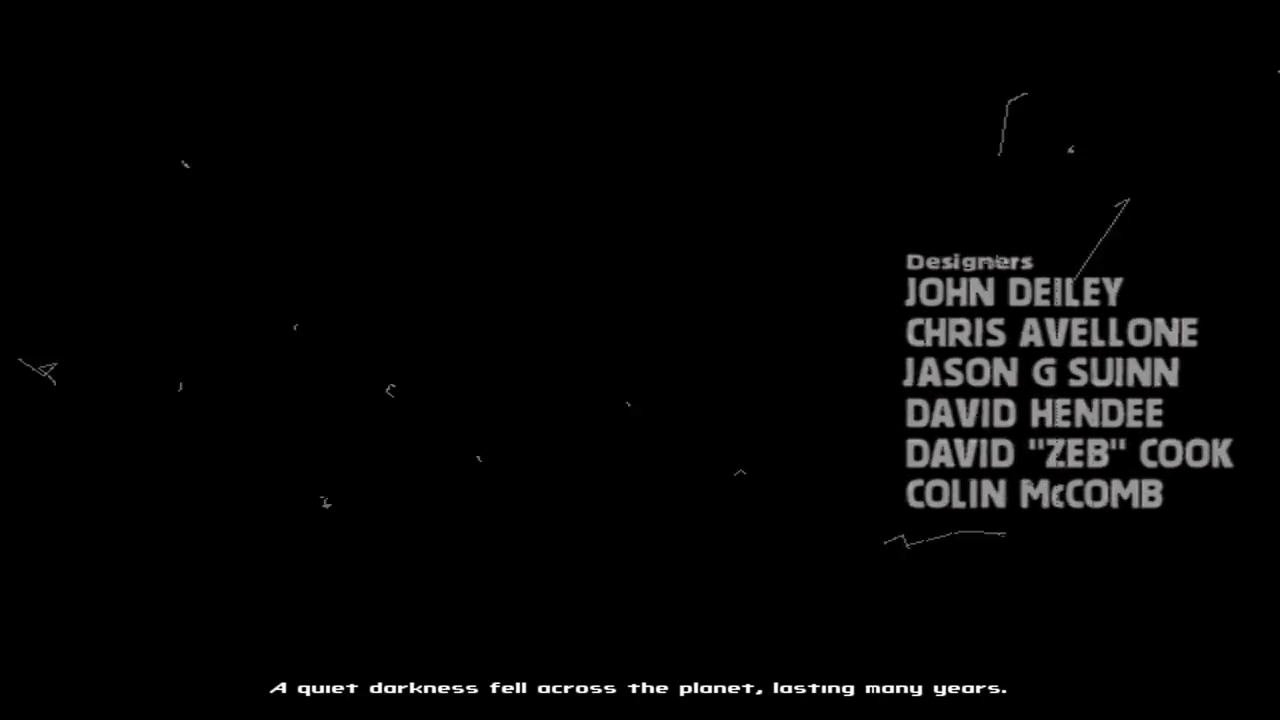 Designers
JOHN DEILEY
CHRIS AVELLONE
JASON G SUINN
DAVID HENDEE
DAVID "ZEB" COOK
COLIN McCOMB
A quiet darkness fell across the planet, lasting many years.